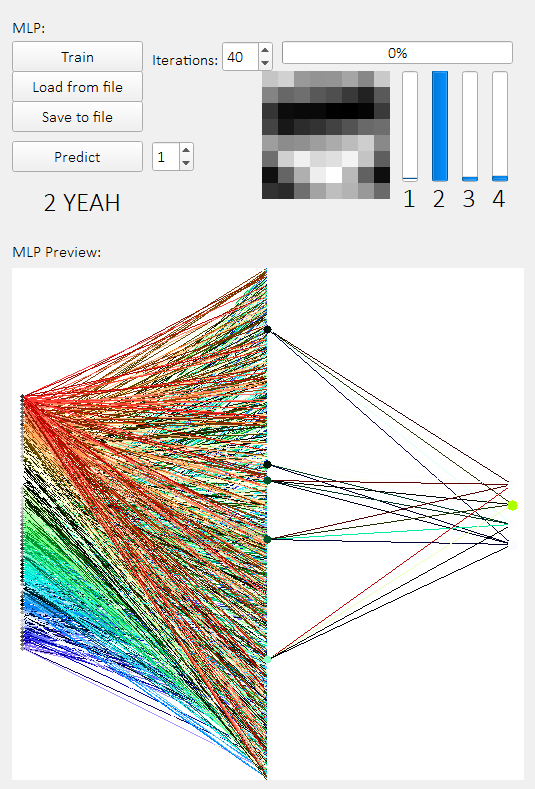 MLP:
Train
Iterations: 40
0%
Load from file
Save to file
Predict
1
1 2 3 4
2 YEAH
MLP Preview: